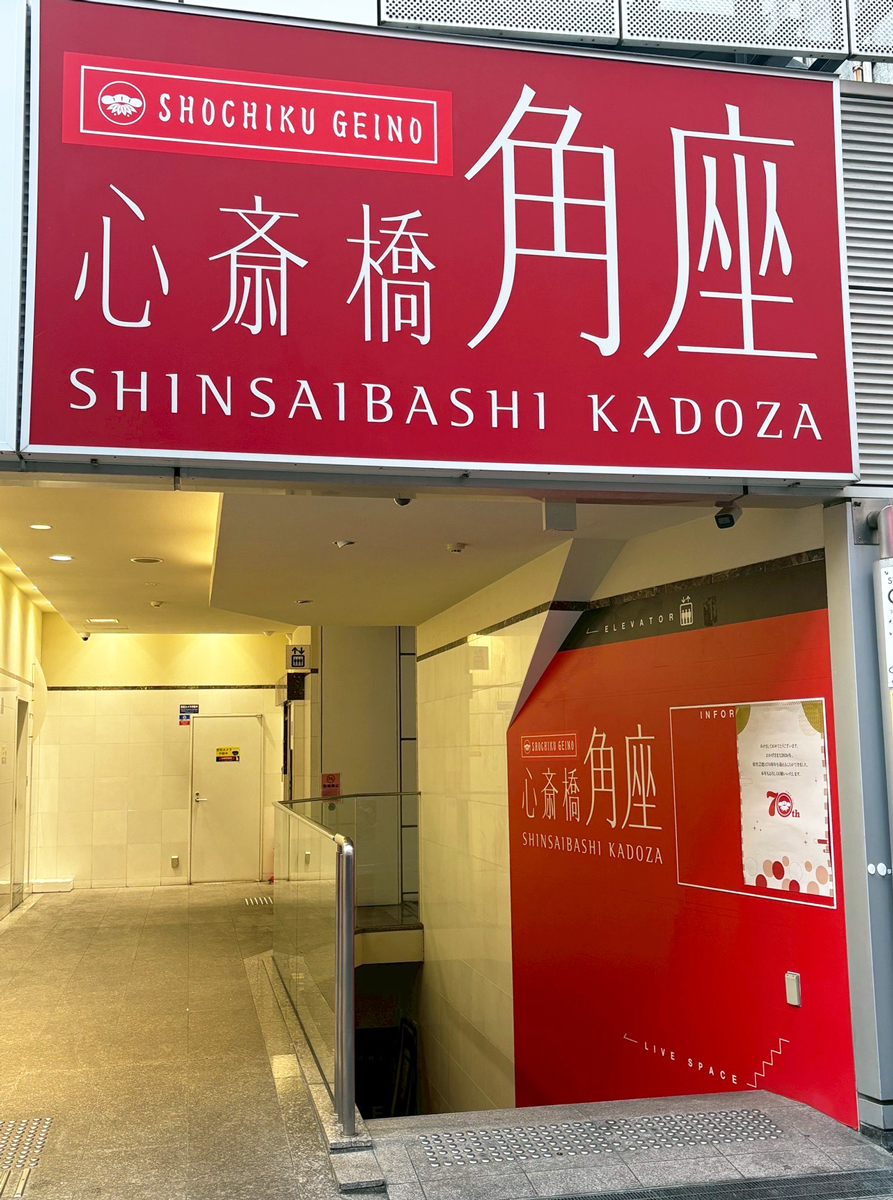 SHOCHIKU GEINO
心斎橋角座
SHINSAIBASHI KADOZA
ELEVATOR
INFOR
SHOCHIKU GEINO
心斎橋角座
SHINSAIBASHI KADOZA
70th
LIVE SPACE